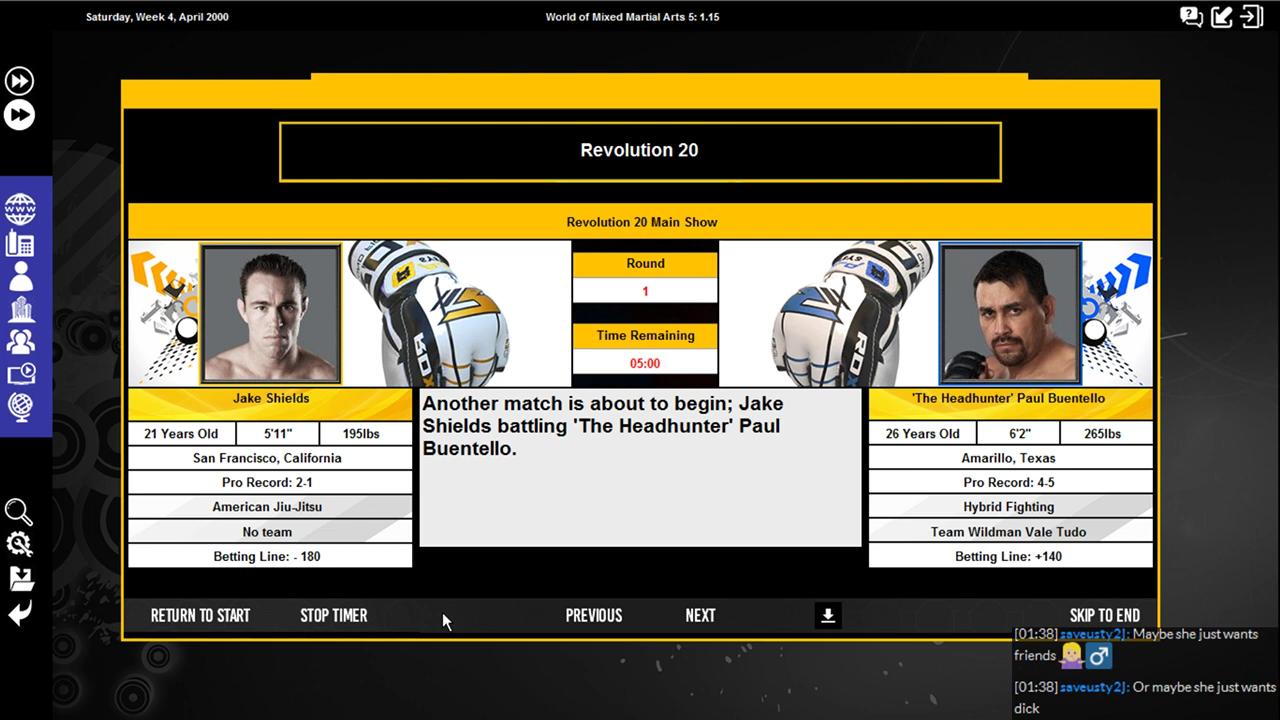 Saturday, Week 4, April 2000
World of Mixed Martial Arts 5: 1.15
Revolution 20
Revolution 20 Main Show
Round
1
Time Remaining
05:00
Jake Shields
21 Years Old
5'11"
195lbs
San Francisco, California
Pro Record: 2-1
American Jiu-Jitsu
No team
Betting Line: - 180
Another match is about to begin; Jake
Shields battling 'The Headhunter' Paul
Buentello.
'The Headhunter' Paul Buentello
26 Years Old
6'2"
265lbs
Amarillo, Texas
Pro Record: 4-5
Hybrid Fighting
Team Wildman Vale Tudo
Betting Line: +140
RETURN TO START
STOP TIMER
PREVIOUS
NEXT
SKIP TO END
[01:38] saveusty2J: Maybe she just wants
friends
[01:38] saveusty2J: Or maybe she just wants
dick
WWW
RDX
RDX